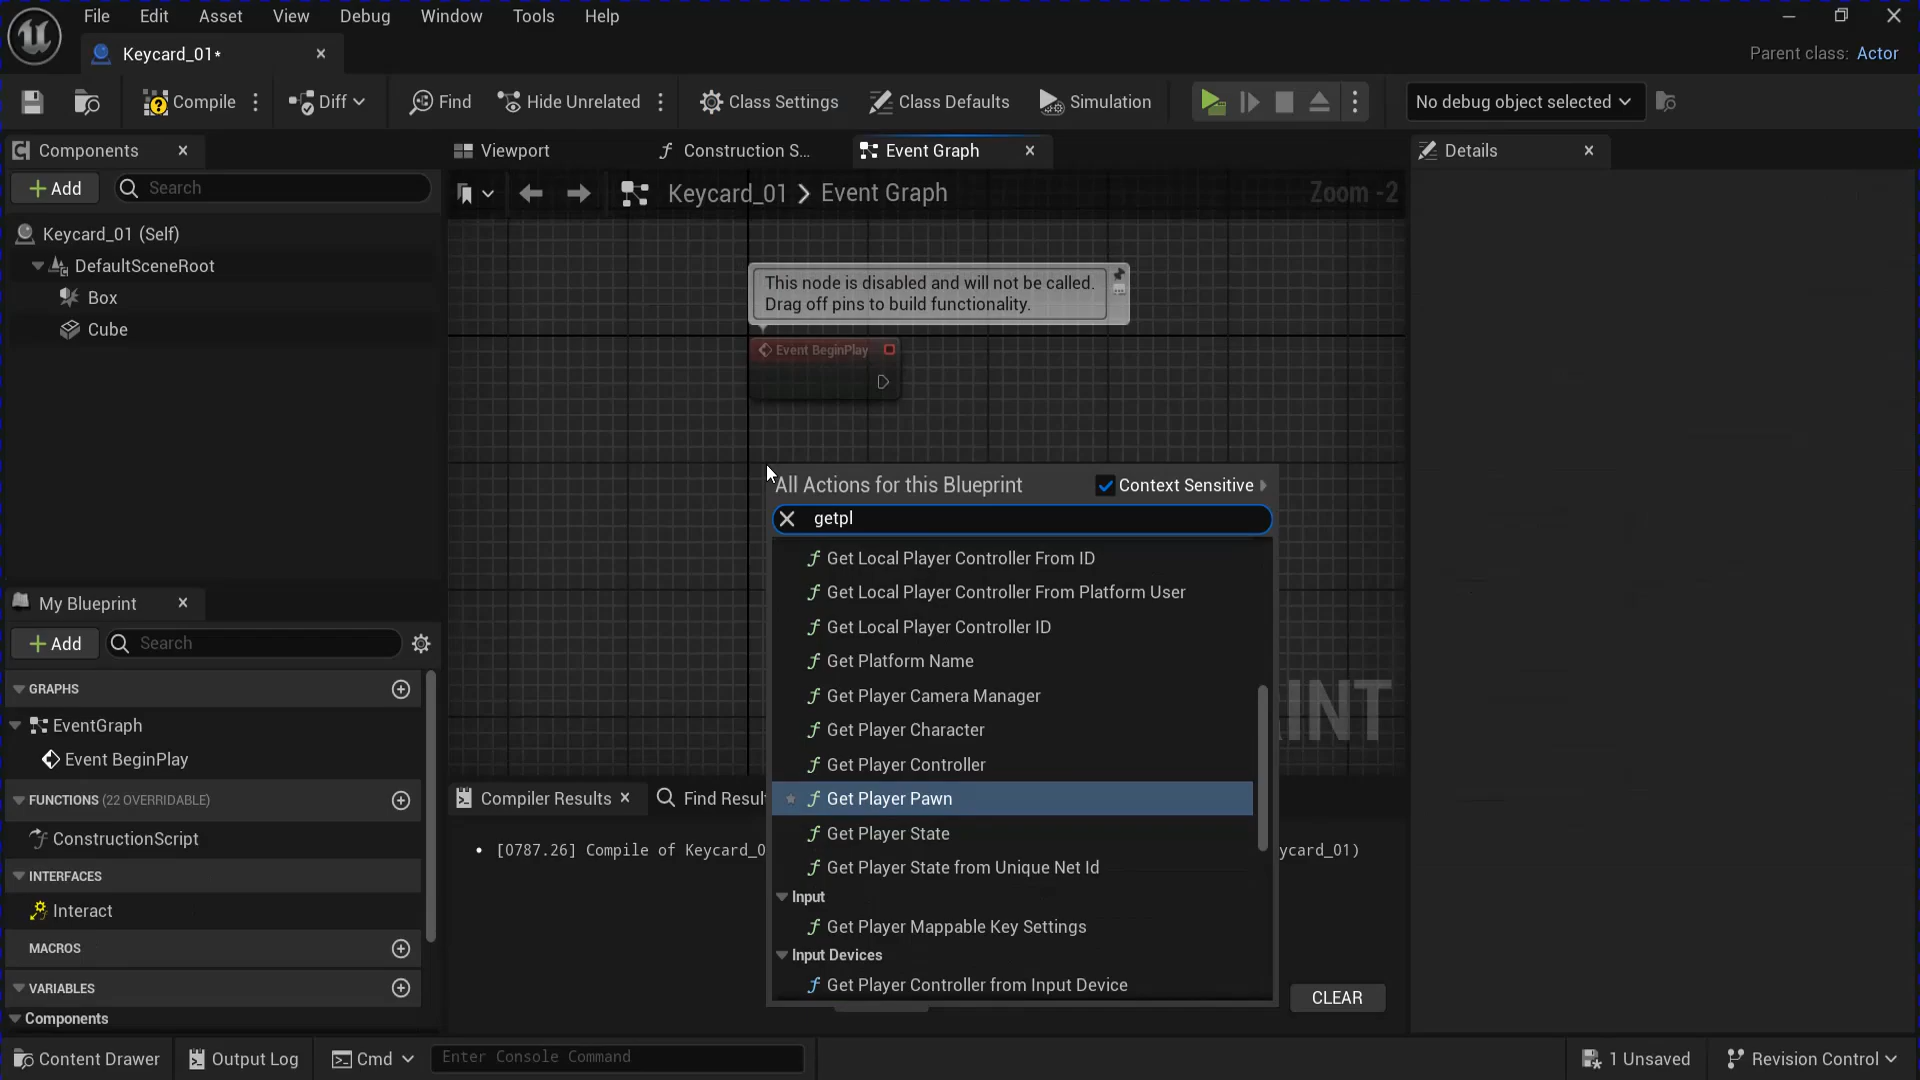 File Edit Asset View Debug Window Tools Help
Keycard_01*
Parent class: Actor
Compile Diff Find Hide Unrelated Class Settings Class Defaults Simulation No debug object selected
Components Viewport Construction S... Event Graph Details
Add Search
Keycard_01 > Event Graph Zoom -2
Keycard_01 (Self)
DefaultSceneRoot
Box
Cube
This node is disabled and will not be called.
Drag off pins to build functionality.
Event BeginPlay
All Actions for this Blueprint Context Sensitive
getpl
Get Local Player Controller From ID
Get Local Player Controller From Platform User
Get Local Player Controller ID
Get Platform Name
Get Player Camera Manager
Get Player Character
Get Player Controller
Get Player Pawn
Get Player State
Get Player State from Unique Net Id
Input
Get Player Mappable Key Settings
Input Devices
Get Player Controller from Input Device
INT
My Blueprint
Add Search
GRAPHS
EventGraph
Event BeginPlay
FUNCTIONS (22 OVERRIDABLE)
ConstructionScript
INTERFACES
Interact
MACROS
VARIABLES
Components
Compiler Results Find Resul
[0787.26] Compile of Keycard_0 ycard_01)
CLEAR
Content Drawer Output Log Cmd Enter Console Command 1 Unsaved Revision Control